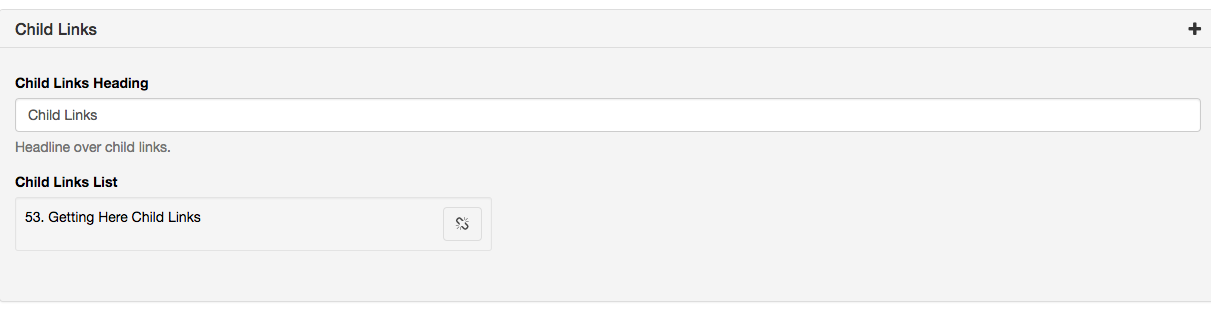 Child Links
Child Links Heading
Child Links
Headline over child links.
Child Links List
53. Getting Here Child Links